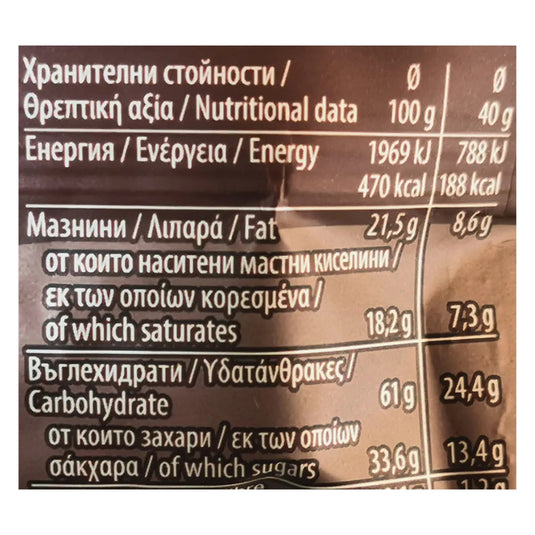 Хранителни стойности / Ø Ø
Θρεπτική αξία / Nutritional data 100 g 40 g
Енергия / Ενέργεια / Energy 1969 kJ 788 kJ
470 kcal 188 kcal
Мазнини / Λιπαρά / Fat 21,5 g 8,6 g
от които наситени мастни киселини /
εκ των οποίων κορεσμένα /
of which saturates 18,2 g 7,3 g
Въглехидрати / Υδατάνθρακες /
Carbohydrate 61 g 24,4 g
от които захари / εκ των οποίων
σάκχαρα / of which sugars 33,6 g 13,4 g